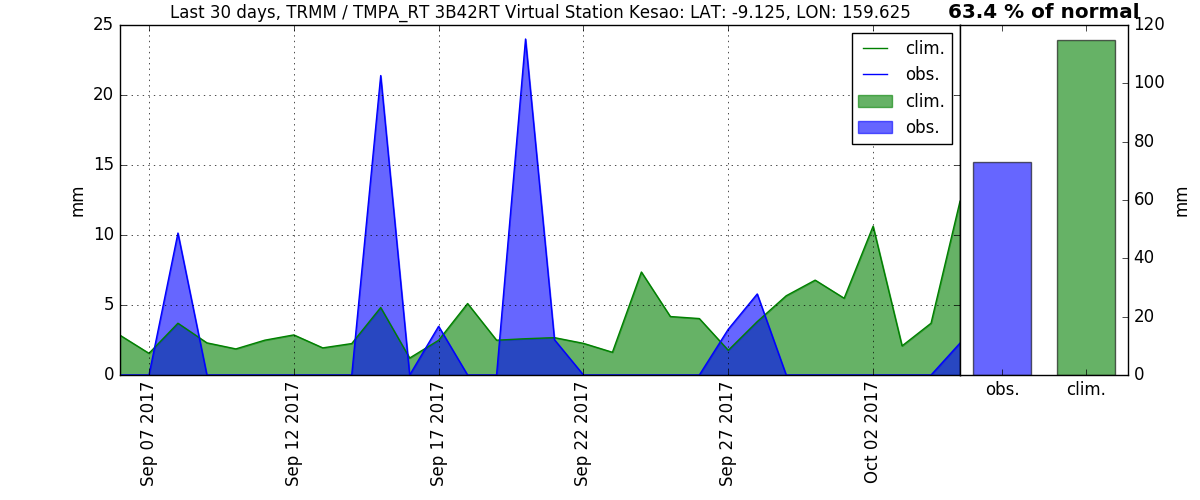 Last 30 days, TRMM / TMPA_RT 3B42RT Virtual Station Kesao: LAT: -9.125, LON: 159.625
63.4 % of normal
25
20
15
10
5
0
mm
clim.
obs.
clim.
obs.
Sep 07 2017
Sep 12 2017
Sep 17 2017
Sep 22 2017
Sep 27 2017
Oct 02 2017
120
100
80
60
40
20
0
mm
obs.
clim.